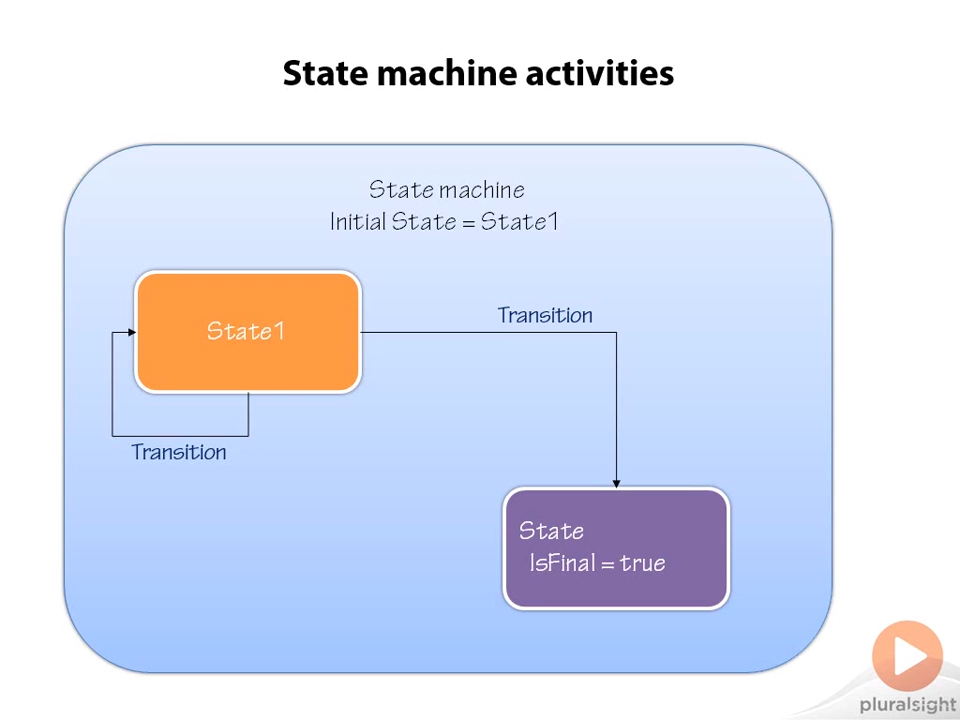 State machine activities
State machine
Initial State = State1
State1
Transition
Transition
State
IsFinal = true
pluralsight